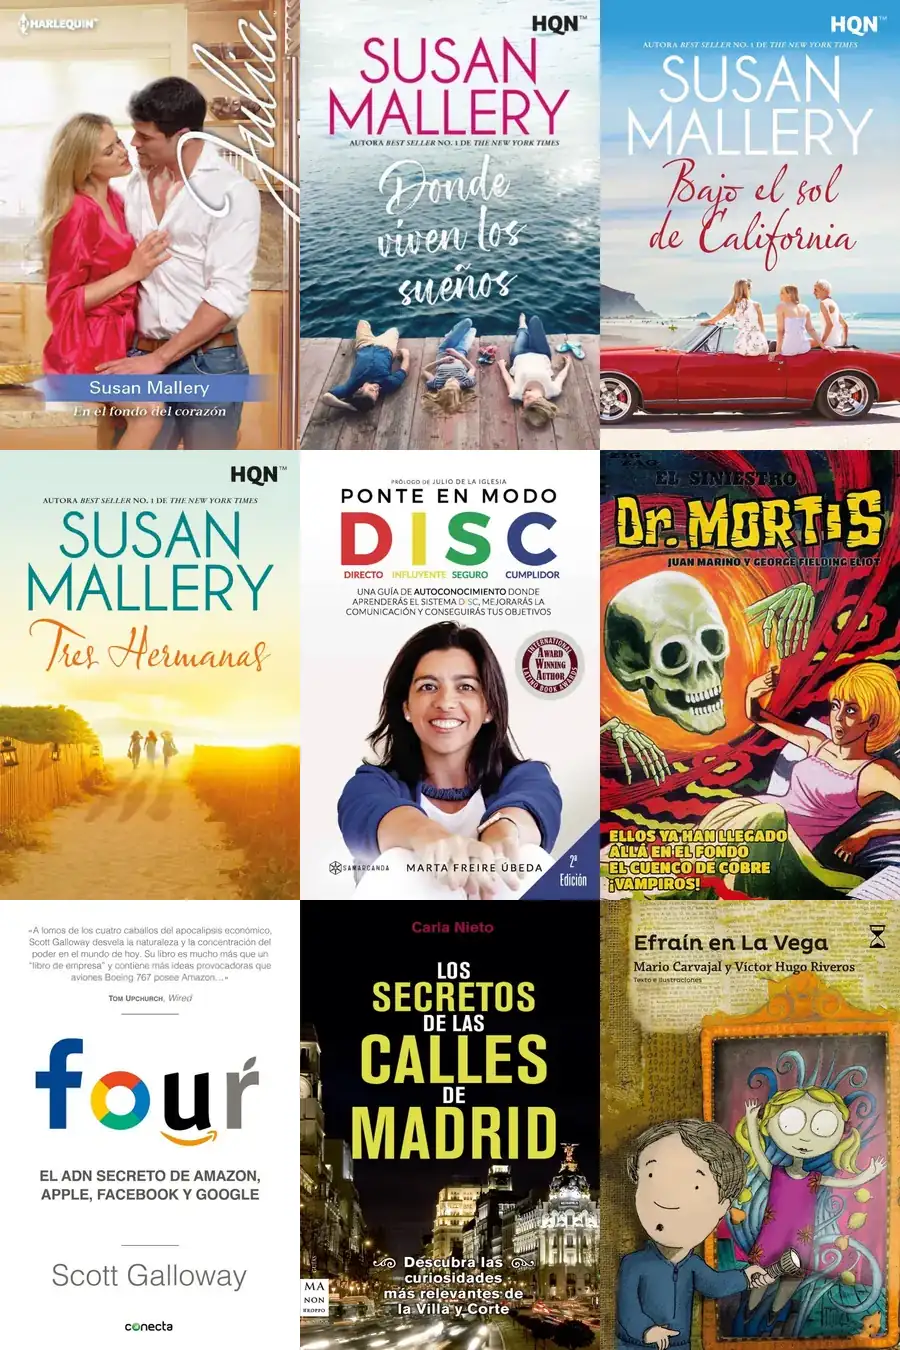 HARLEQUIN™
Julia
Susan Mallery
En el fondo del corazón
HQN™
SUSAN
MALLERY
AUTORA BEST SELLER NO. 1 DE THE NEW YORK TIMES
Donde
viven los
sueños
HQN™
AUTORA BEST SELLER NO. 1 DE THE NEW YORK TIMES
SUSAN
MALLERY
Bajo el sol
de California
HQN™
AUTORA BEST SELLER NO. 1 DE THE NEW YORK TIMES
SUSAN
MALLERY
Tres Hermanas
PRÓLOGO DE JULIO DE LA IGLESIA
PONTE EN MODO
DISC
DIRECTO INFLUYENTE SEGURO CUMPLIDOR
UNA GUÍA DE AUTOCONOCIMIENTO DONDE
APRENDERÁS EL SISTEMA DISC, MEJORARÁS LA
COMUNICACIÓN Y CONSEGUIRÁS TUS OBJETIVOS
INTERNATIONAL
AWARD
WINNING
AUTHOR
LATINO BOOK AWARDS
SAMARCANDA
MARTA FREIRE ÚBEDA
2ª
Edición
ZIG
ZAG
EL SINIESTRO
Dr. MORTIS
JUAN MARINO Y GEORGE FIELDING ELIOT
ELLOS YA HAN LLEGADO
ALLÁ EN EL FONDO
EL CUENCO DE COBRE
¡VAMPIROS!
«A lomos de los cuatro caballos del apocalipsis económico,
Scott Galloway desvela la naturaleza y la concentración del
poder en el mundo de hoy. Su libro es mucho más que un
"libro de empresa" y contiene más ideas provocadoras que
aviones Boeing 767 posee Amazon...»
TOM UPCHURCH, Wired
four
EL ADN SECRETO DE AMAZON,
APPLE, FACEBOOK Y GOOGLE
Scott Galloway
conecta
Carla Nieto
LOS
SECRETOS
DE LAS
CALLES
DE
MADRID
Descubra las
curiosidades
más relevantes de
la Villa y Corte
MA
NON
TROPPO
Efraín en La Vega
Mario Carvajal y Víctor Hugo Riveros
Texto e ilustraciones